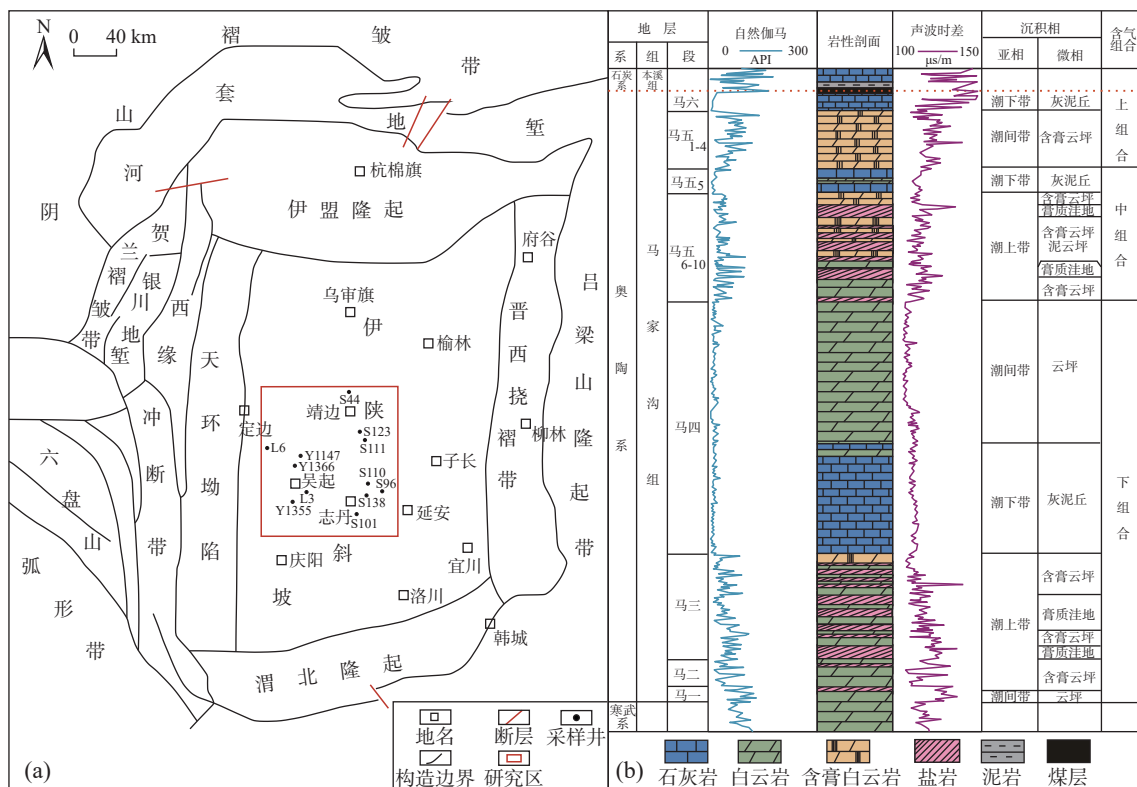 N
0 40 km
褶 皱 带
阴 山
河 套 地 堑
杭棉旗
伊 盟 隆 起
府谷
贺 兰 褶 皱 带
银 川 地 堑
西 缘 冲 断 带
天 环 坳 陷
乌审旗
伊 陕 斜 坡
榆林
晋 西 挠 褶 带
吕 梁 山 隆 起 带
S44
靖边
定边
S123
S111
L6
Y1147
Y1366
S110
S96
吴起
L3
Y1355
S138
志丹
S101
子长
柳林
延安
庆阳
宜川
洛川
韩城
六 盘 山 弧 形 带
渭 北 隆 起
地名
断层
采样井
构造边界
研究区
(a)
(b)
地 层
自然伽马
0 300
API
岩性剖面
声波时差
100 150
μs/m
沉积相
含气组合
系
组
段
亚相
微相
石炭系
本溪组
奥 陶 系
马 家 沟 组
寒武系
马六
马五1-4
马五5
马五6-10
马四
马三
马二
马一
潮下带
潮间带
潮下带
潮上带
潮间带
潮下带
潮上带
潮间带
灰泥丘
含膏云坪
灰泥丘
含膏云坪
膏质洼地
含膏云坪
泥云坪
膏质洼地
含膏云坪
云坪
灰泥丘
含膏云坪
膏质洼地
含膏云坪
膏质洼地
含膏云坪
云坪
上组合
中组合
下组合
石灰岩
白云岩
含膏白云岩
盐岩
泥岩
煤层